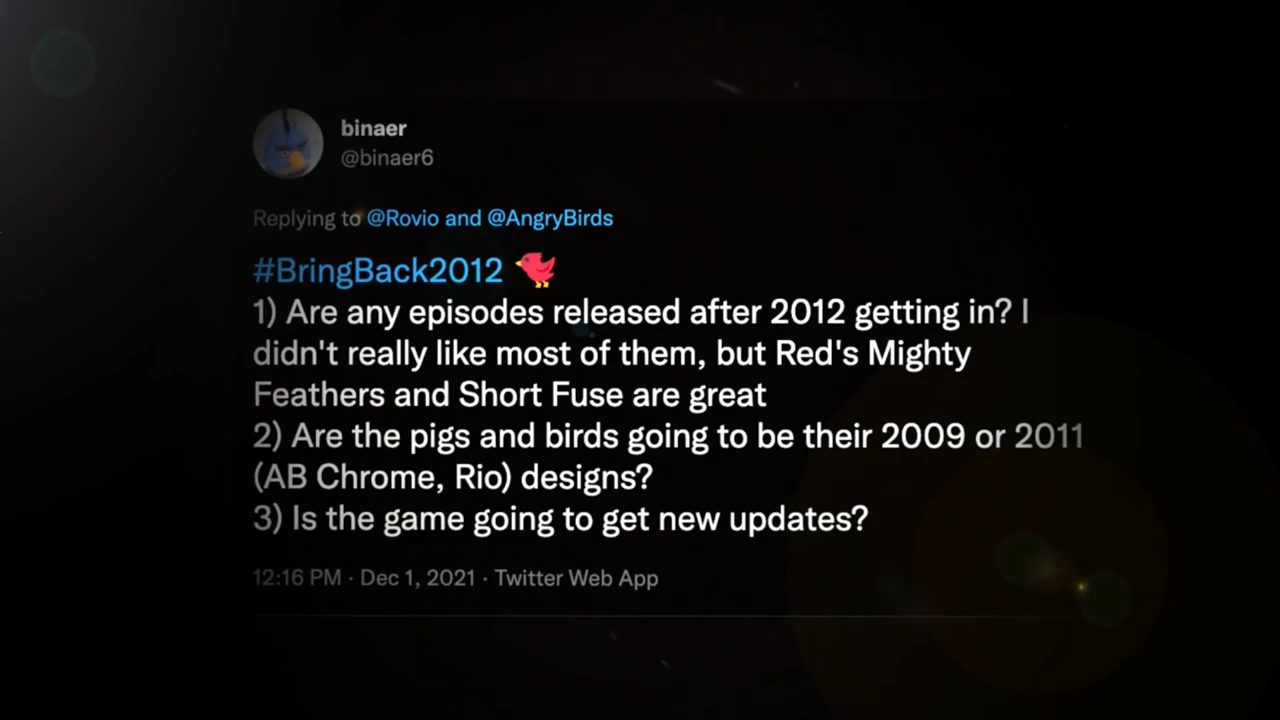 binaer
@binaer6
Replying to @Rovio and @AngryBirds
#BringBack2012
1) Are any episodes released after 2012 getting in? I
didn't really like most of them, but Red's Mighty
Feathers and Short Fuse are great
2) Are the pigs and birds going to be their 2009 or 2011
(AB Chrome, Rio) designs?
3) Is the game going to get new updates?
12:16 PM · Dec 1, 2021 · Twitter Web App